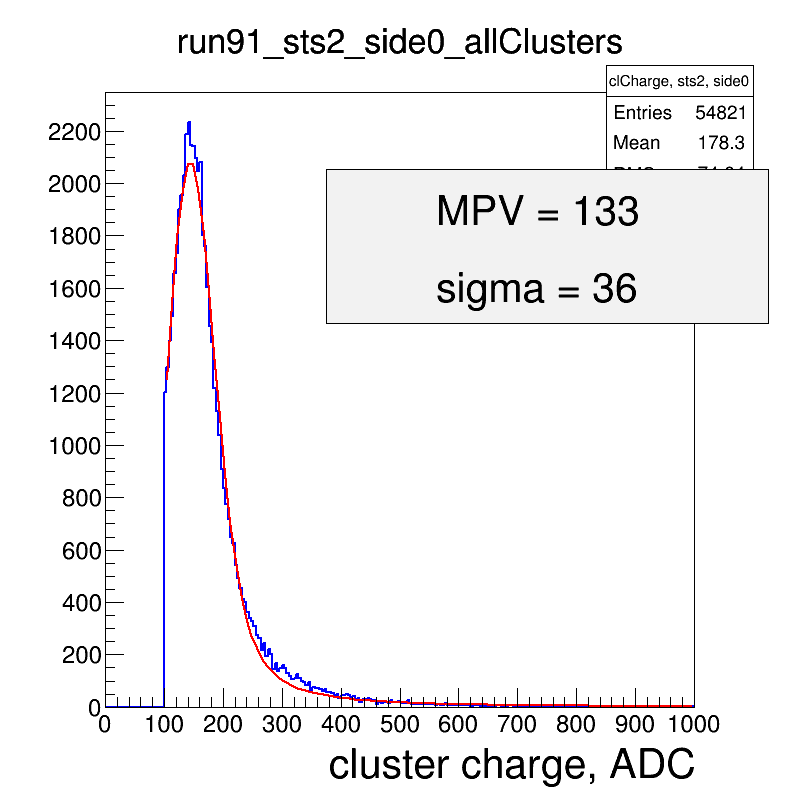 run91_sts2_side0_allClusters
clCharge, sts2, side0
Entries 54821
Mean 178.3
MPV = 133
sigma = 36
2200
2000
1800
1600
1400
1200
1000
800
600
400
200
0
0 100 200 300 400 500 600 700 800 900 1000
cluster charge, ADC